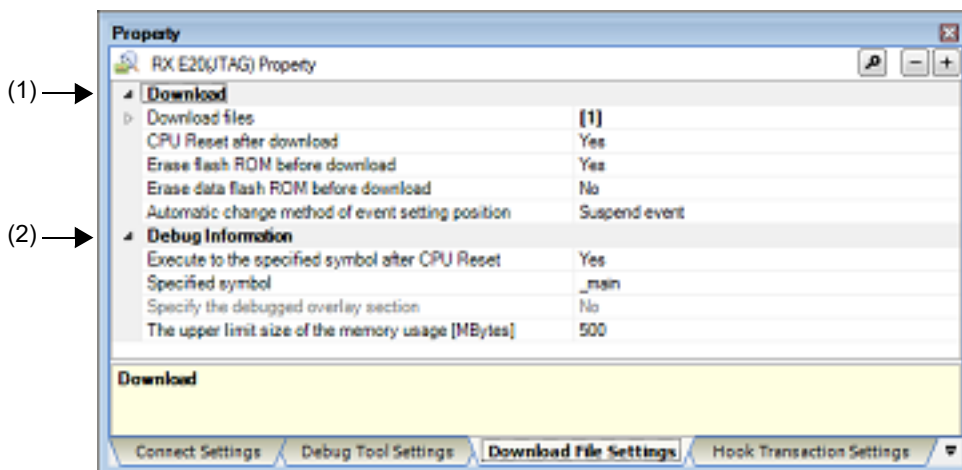 Property
RX E20(JTAG) Property
(1)
Download
Download files [1]
CPU Reset after download Yes
Erase flash ROM before download Yes
Erase data flash ROM before download No
Automatic change method of event setting position Suspend event
(2)
Debug Information
Execute to the specified symbol after CPU Reset Yes
Specified symbol _main
Specify the debugged overlay section No
The upper limit size of the memory usage [MBytes] 500
Download
Connect Settings Debug Tool Settings Download File Settings Hook Transaction Settings